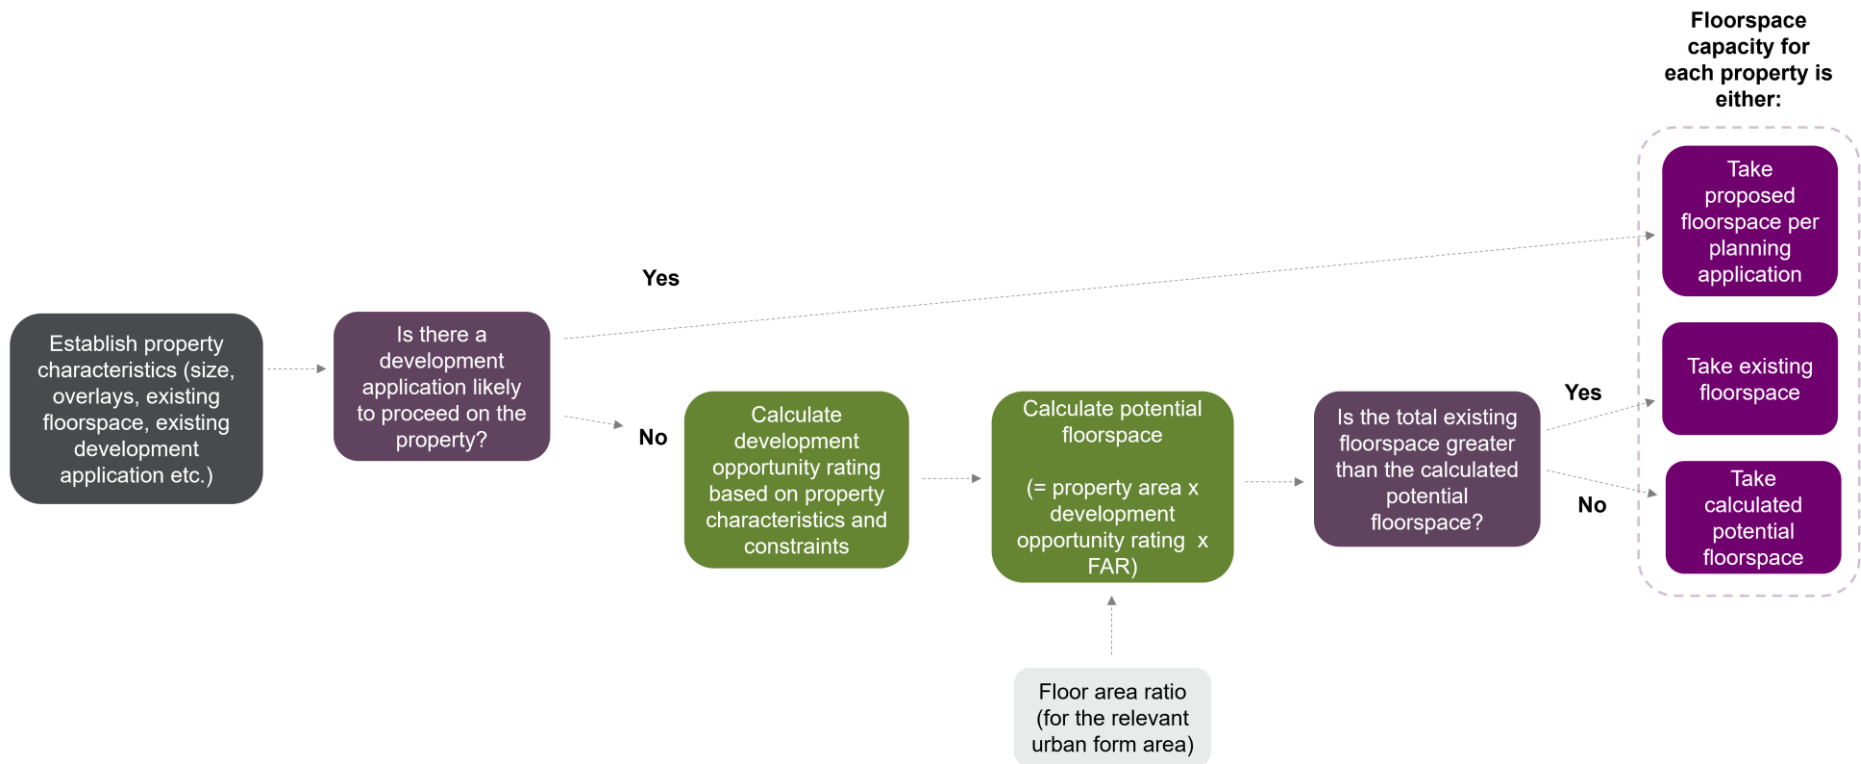 Floorspace
capacity for
each property is
either:
Take
proposed
floorspace per
planning
application
Yes
Establish property
characteristics (size,
overlays, existing
floorspace, existing
development
application etc.)
Is there a
development
application likely
to proceed on the
property?
No
Calculate
development
opportunity rating
based on property
characteristics and
constraints
Calculate potential
floorspace
(= property area x
development
opportunity rating x
FAR)
Is the total existing
floorspace greater
than the calculated
potential
floorspace?
Yes
Take existing
floorspace
No
Take
calculated
potential
floorspace
Floor area ratio
(for the relevant
urban form area)